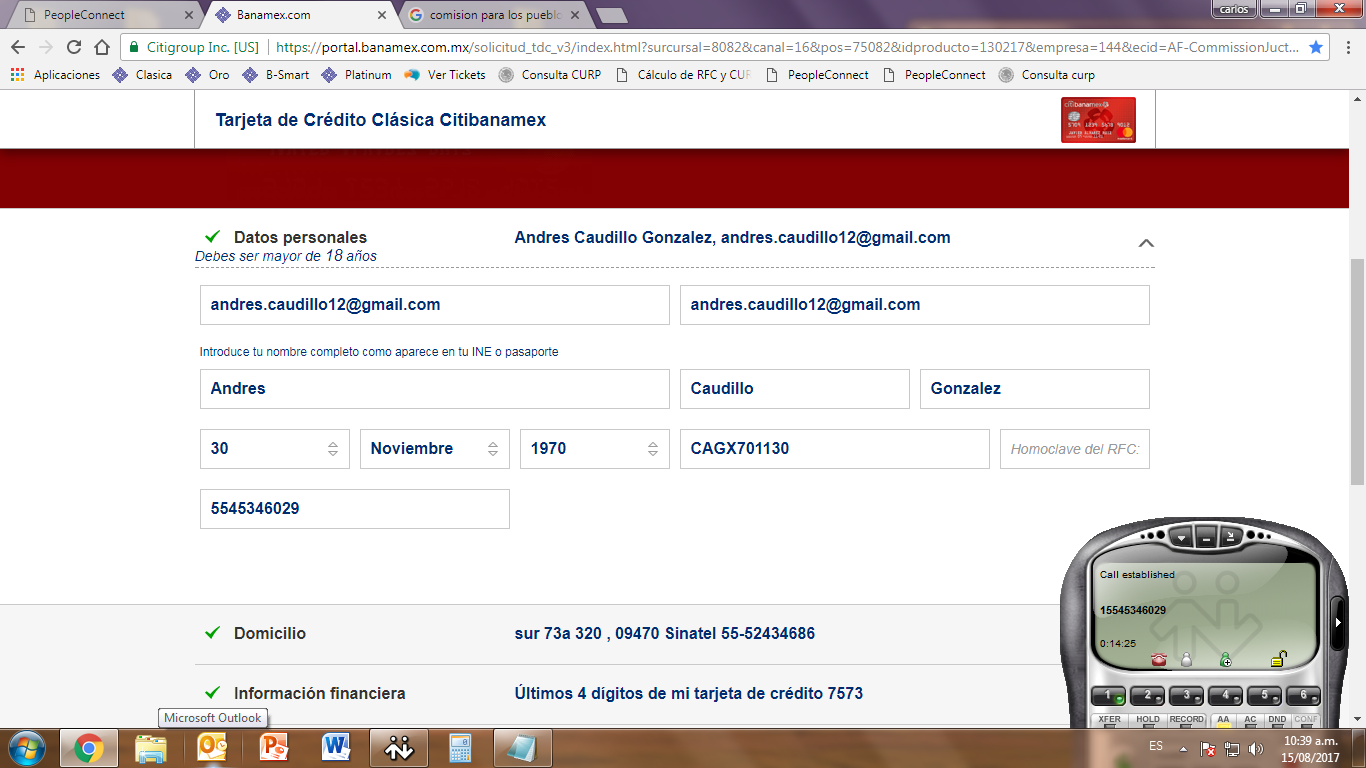 PeopleConnect
Banamex.com
comision para los pueblo
carlos
Citigroup Inc. [US] https://portal.banamex.com.mx/solicitud_tdc_v3/index.html?surcursal=8082&canal=16&pos=75082&idproducto=130217&empresa=144&ecid=AF-CommissionJuct...
Aplicaciones Clasica Oro B-Smart Platinum Ver Tickets Consulta CURP Cálculo de RFC y CUR PeopleConnect PeopleConnect Consulta curp
Tarjeta de Crédito Clásica Citibanamex
citibanamex
Datos personales Andres Caudillo Gonzalez, andres.caudillo12@gmail.com
Debes ser mayor de 18 años
andres.caudillo12@gmail.com andres.caudillo12@gmail.com
Introduce tu nombre completo como aparece en tu INE o pasaporte
Andres Caudillo Gonzalez
30 Noviembre 1970 CAGX701130 Homoclave del RFC:
5545346029
Call established
15545346029
0:14:25
Domicilio sur 73a 320 , 09470 Sinatel 55-52434686
Información financiera Últimos 4 dígitos de mi tarjeta de crédito 7573
1 2 3 4 5 6
XFER HOLD RECORD AA AC DND CONF
Microsoft Outlook
ES
10:39 a.m.
15/08/2017